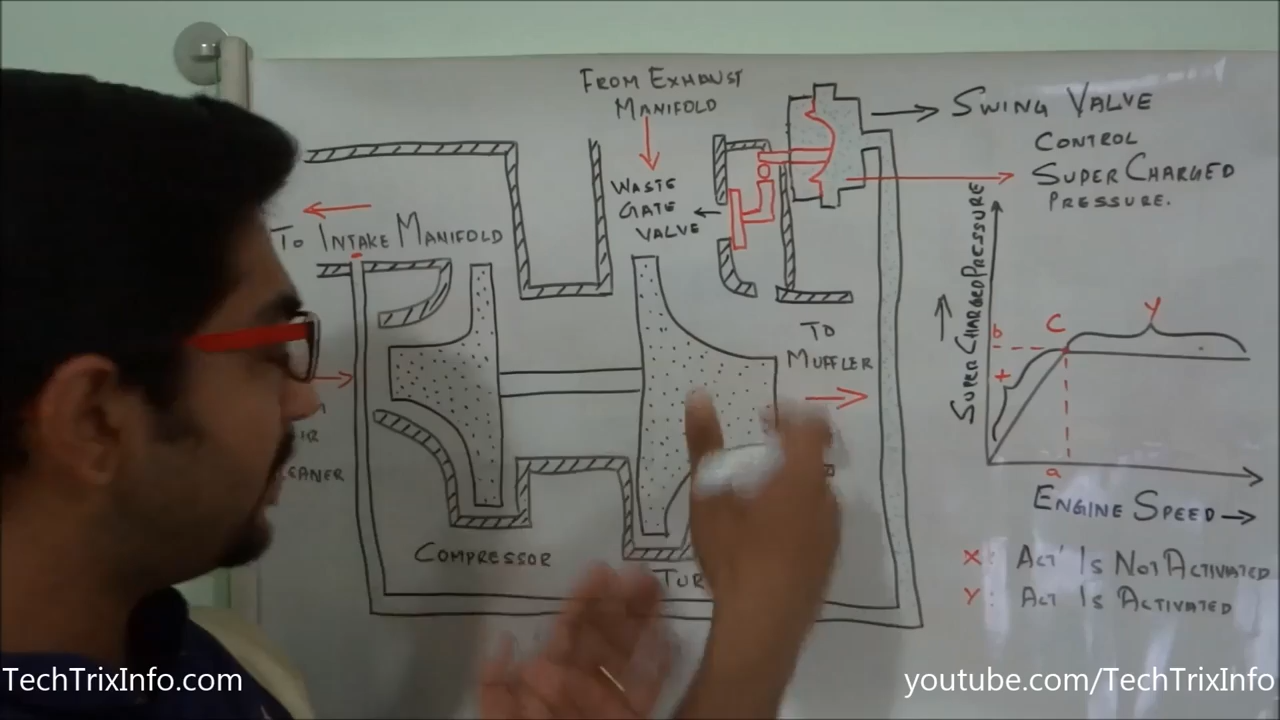 FROM EXHAUST
MANIFOLD
SWING VALVE
CONTROL
SUPER CHARGED
PRESSURE.
WASTE
GATE
VALVE
TO INTAKE MANIFOLD
TO
MUFFLER
SUPER CHARGED PRESSURE
b
C
Y
a
ENGINE SPEED
COMPRESSOR
X: ACT' IS NOT ACTIVATED
Y: ACT IS ACTIVATED
TechTrixInfo.com
youtube.com/TechTrixInfo